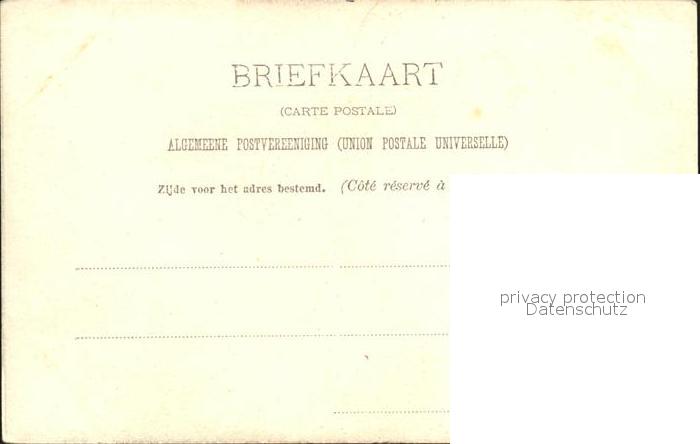 BRIEFKAART
(CARTE POSTALE)
ALGEMEENE POSTVEREENIGING (UNION POSTALE UNIVERSELLE)
Zijde voor het adres bestemd. (Côté réservé à
privacy protection
Datenschutz